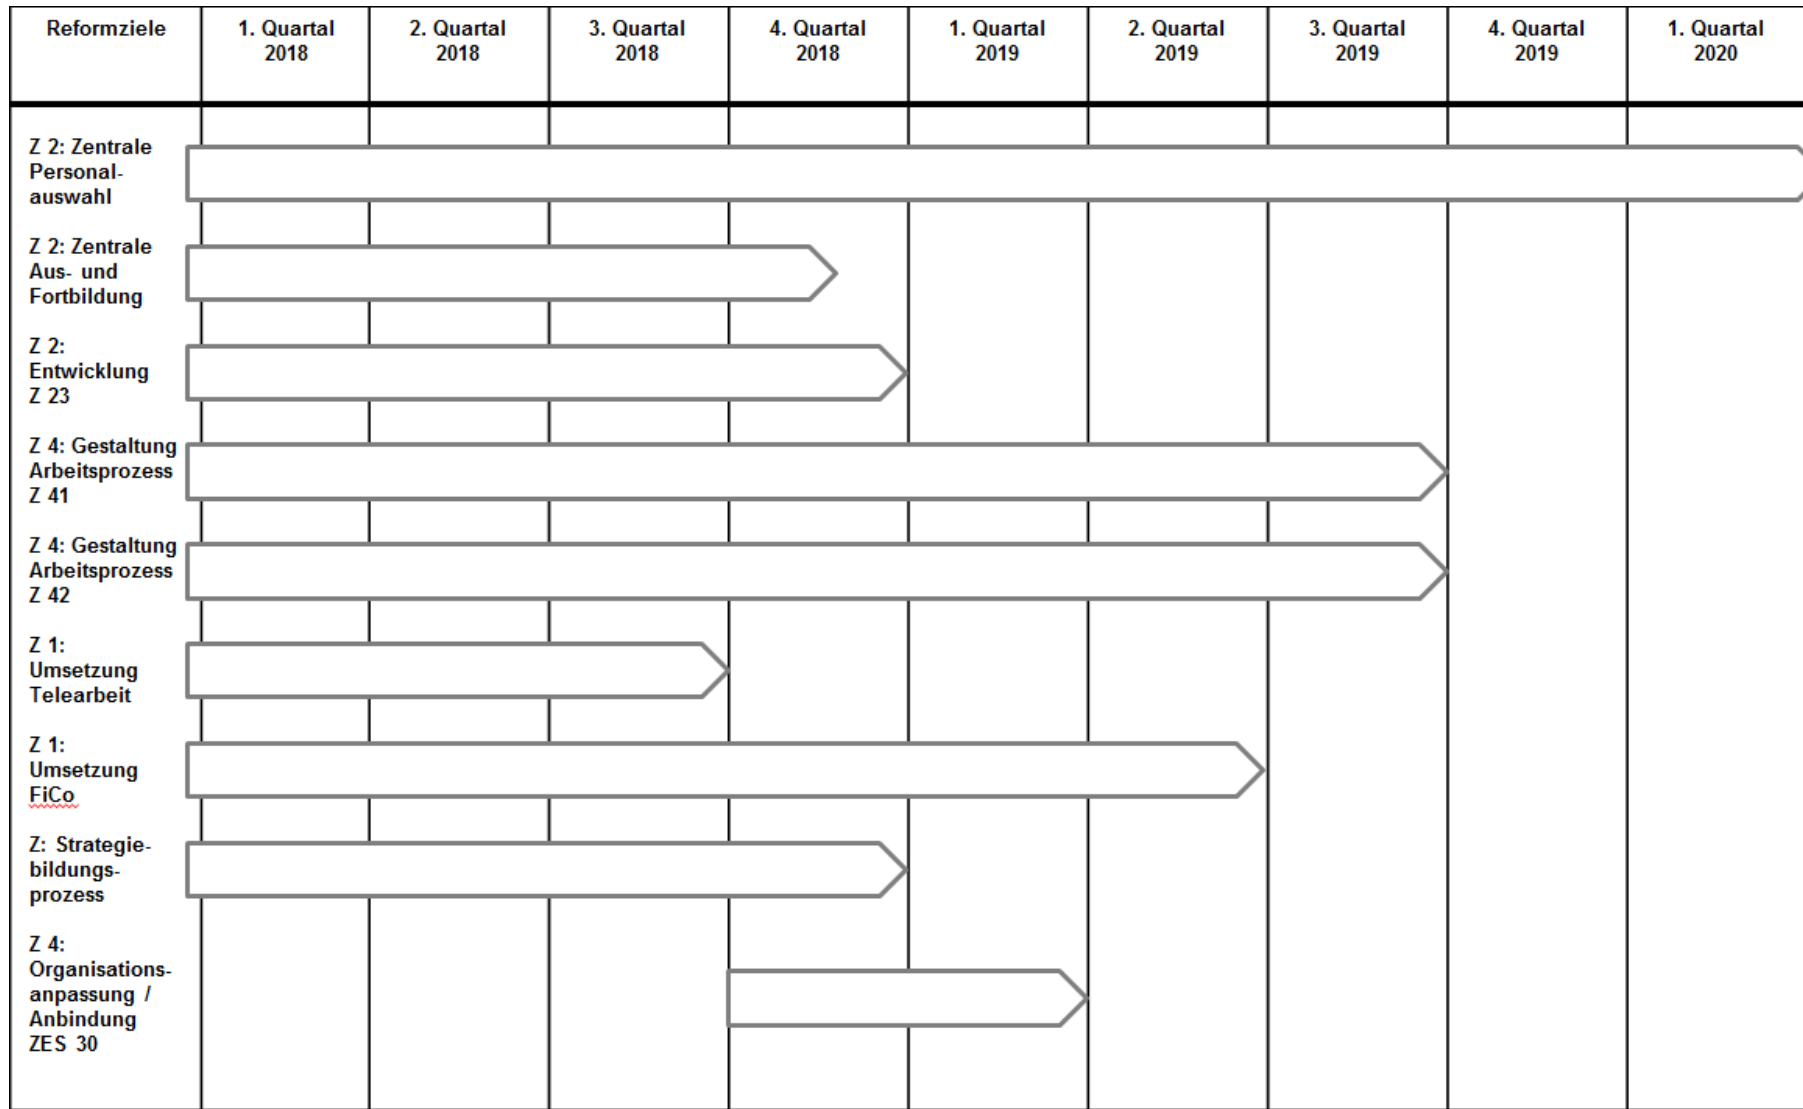 Reformziele
1. Quartal
2018
2. Quartal
2018
3. Quartal
2018
4. Quartal
2018
1. Quartal
2019
2. Quartal
2019
3. Quartal
2019
4. Quartal
2019
1. Quartal
2020
Z 2: Zentrale
Personal-
auswahl
Z 2: Zentrale
Aus- und
Fortbildung
Z 2:
Entwicklung
Z 23
Z 4: Gestaltung
Arbeitsprozess
Z 41
Z 4: Gestaltung
Arbeitsprozess
Z 42
Z 1:
Umsetzung
Telearbeit
Z 1:
Umsetzung
FiCo
Z: Strategie-
bildungs-
prozess
Z 4:
Organisations-
anpassung /
Anbindung
ZES 30